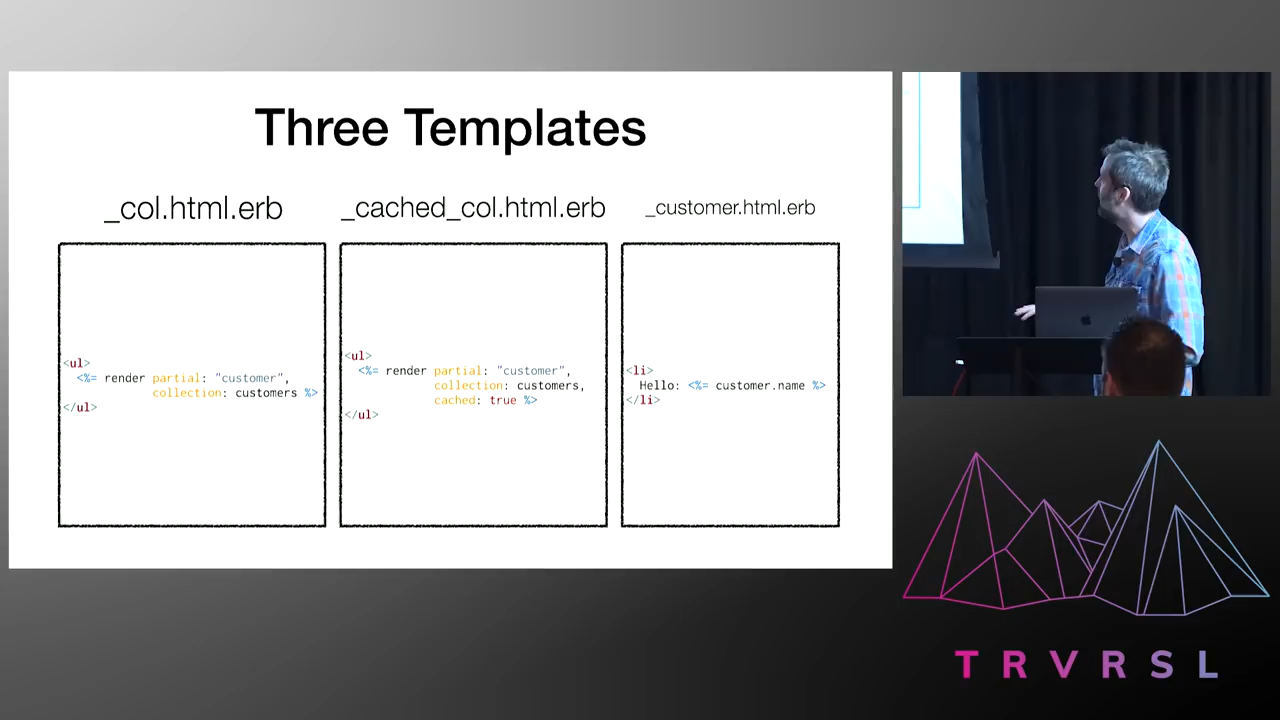 Three Templates
_col.html.erb
<ul>
<%= render partial: "customer",
collection: customers %>
</ul>
_cached_col.html.erb
<ul>
<%= render partial: "customer",
collection: customers,
cached: true %>
</ul>
_customer.html.erb
<li>
Hello: <%= customer.name %>
</li>
TRVRSL